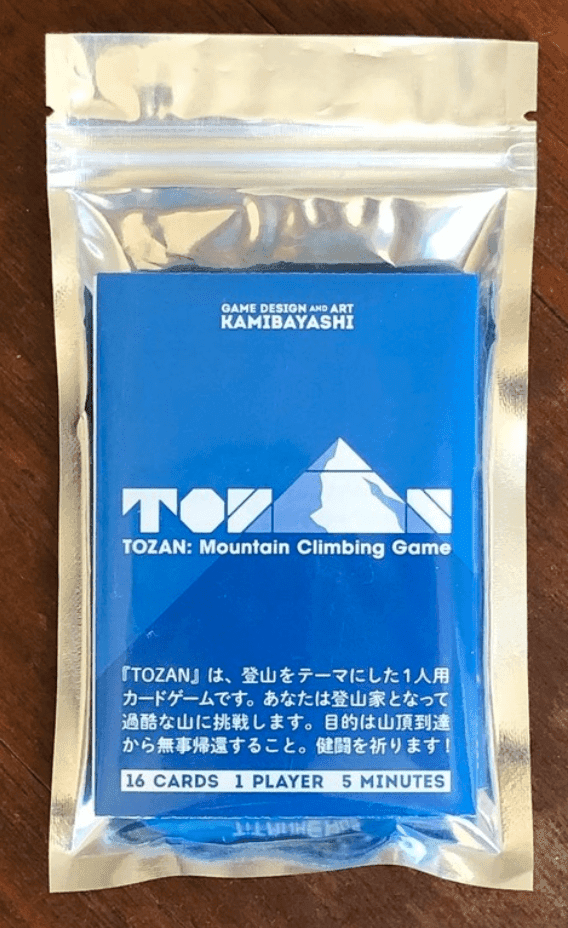 GAME DESIGN AND ART
KAMIBAYASHI
TOZAN
TOZAN: Mountain Climbing Game
『TOZAN』は、登山をテーマにした1人用
カードゲームです。あなたは登山家となって
過酷な山に挑戦します。目的は山頂到達
から無事帰還すること。健闘を祈ります!
16 CARDS 1 PLAYER 5 MINUTES